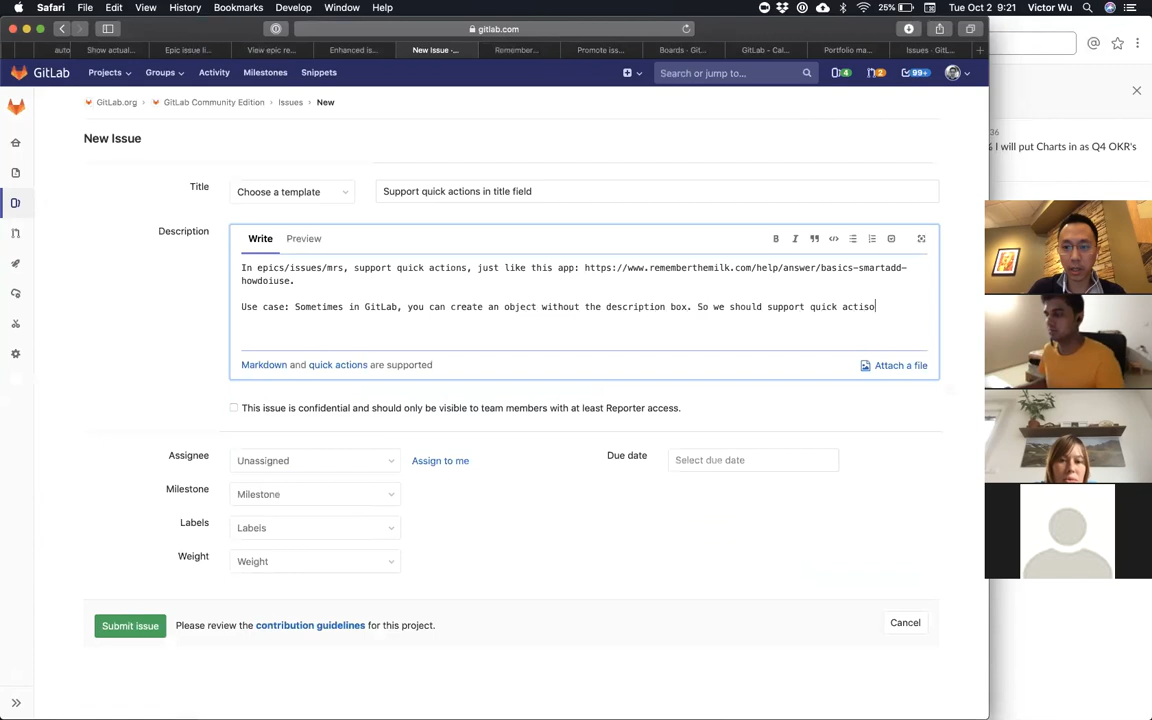 Safari File Edit View History Bookmarks Develop Window Help 25% Tue Oct 2 9:21 Victor Wu
gitlab.com
auto Show actual... Epic issue li... View epic re... Enhanced is... New Issue ·... Remember... Promote iss... Boards · Git... GitLab - Cal... Portfolio ma... Issues · GitL...
GitLab Projects Groups Activity Milestones Snippets Search or jump to... 4 2 99+
GitLab.org › GitLab Community Edition › Issues › New
36
I will put Charts in as Q4 OKR's
New Issue
Title Choose a template Support quick actions in title field
Description Write Preview
In epics/issues/mrs, support quick actions, just like this app: https://www.rememberthemilk.com/help/answer/basics-smartadd-
howdoiuse.
Use case: Sometimes in GitLab, you can create an object without the description box. So we should support quick actiso
Markdown and quick actions are supported Attach a file
This issue is confidential and should only be visible to team members with at least Reporter access.
Assignee Unassigned Assign to me Due date Select due date
Milestone Milestone
Labels Labels
Weight Weight
Submit issue Please review the contribution guidelines for this project. Cancel